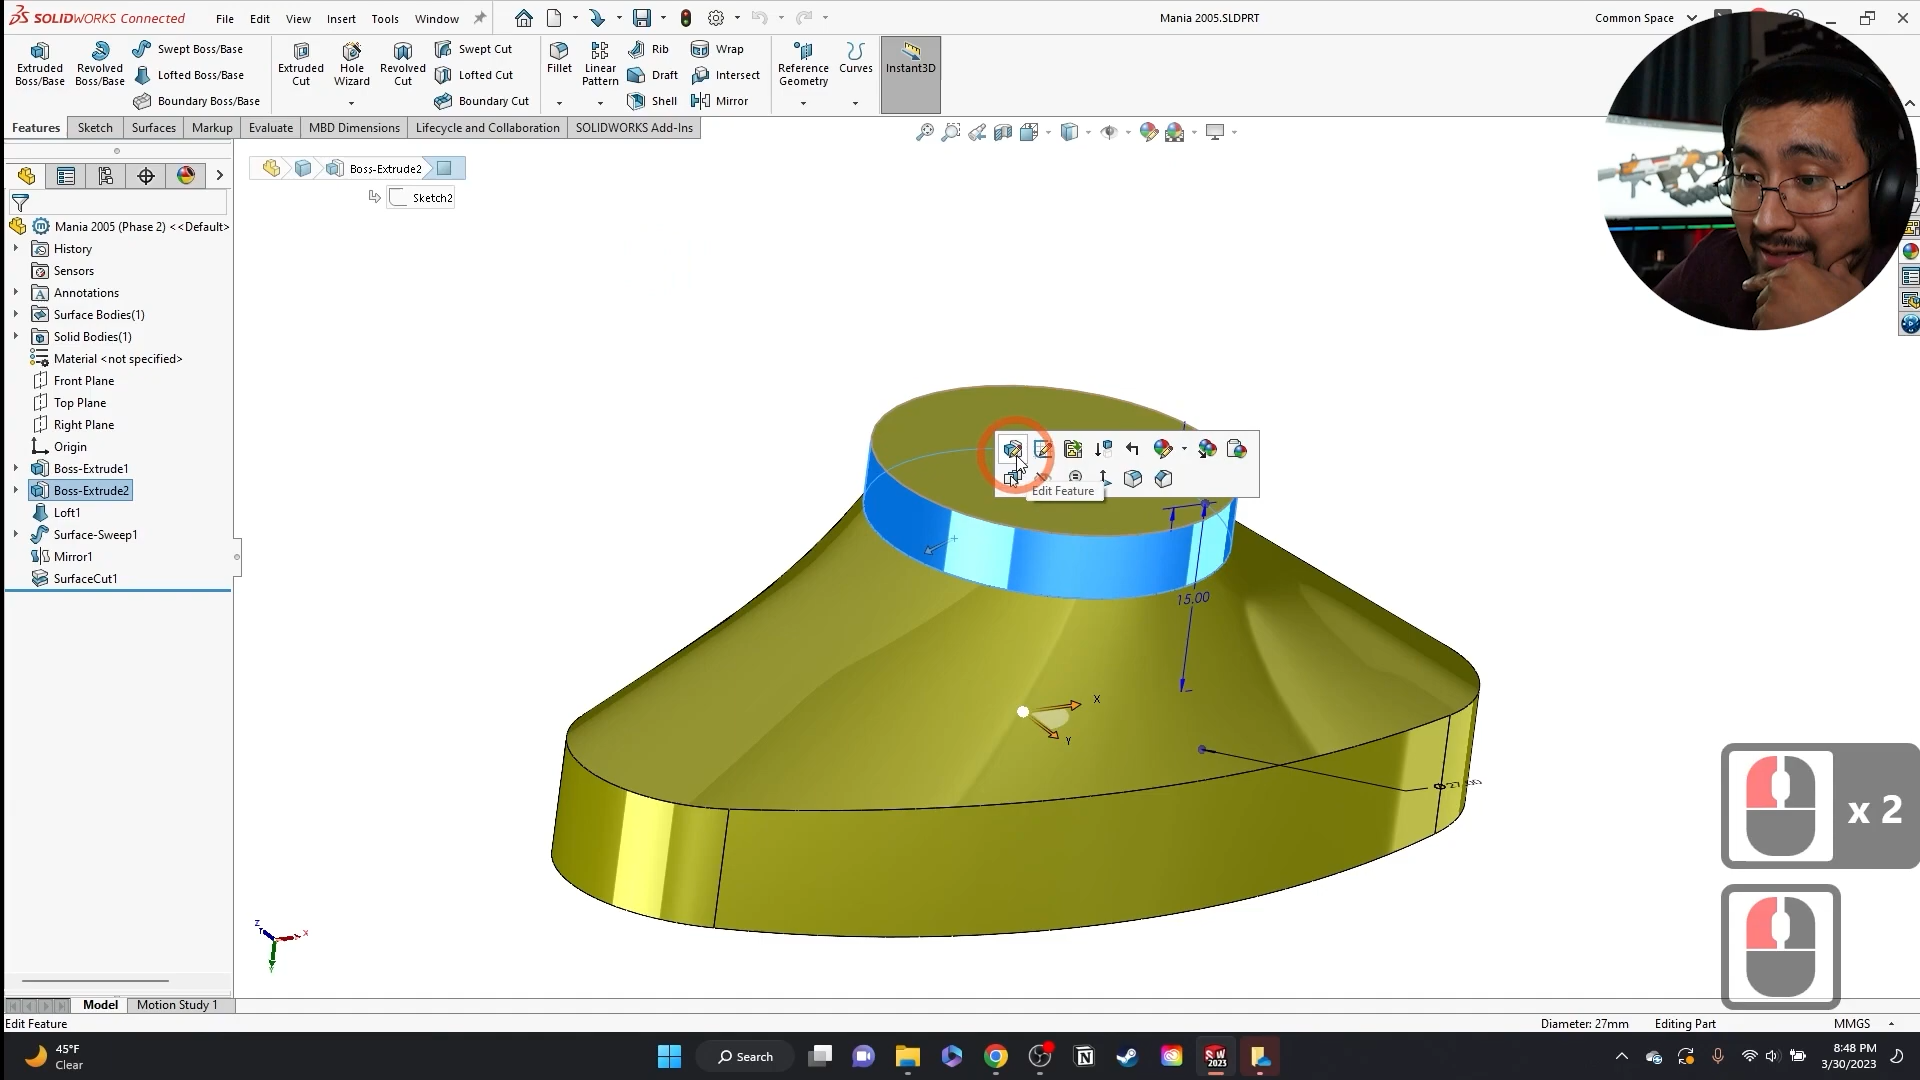 SOLIDWORKS Connected
File Edit View Insert Tools Window
Mania 2005.SLDPRT
Common Space
Extruded Boss/Base
Revolved Boss/Base
Swept Boss/Base
Lofted Boss/Base
Boundary Boss/Base
Extruded Cut
Hole Wizard
Revolved Cut
Swept Cut
Lofted Cut
Boundary Cut
Fillet
Linear Pattern
Rib
Draft
Shell
Wrap
Intersect
Mirror
Reference Geometry
Curves
Instant3D
Features Sketch Surfaces Markup Evaluate MBD Dimensions Lifecycle and Collaboration SOLIDWORKS Add-Ins
Boss-Extrude2
Sketch2
Mania 2005 (Phase 2) <<Default>
History
Sensors
Annotations
Surface Bodies(1)
Solid Bodies(1)
Material <not specified>
Front Plane
Top Plane
Right Plane
Origin
Boss-Extrude1
Boss-Extrude2
Loft1
Surface-Sweep1
Mirror1
SurfaceCut1
Edit Feature
15.00
X
Y
x 2
Z
X
Y
Model Motion Study 1
Edit Feature
Diameter: 27mm Editing Part MMGS
45°F
Clear
Search
SW
2023
8:48 PM
3/30/2023